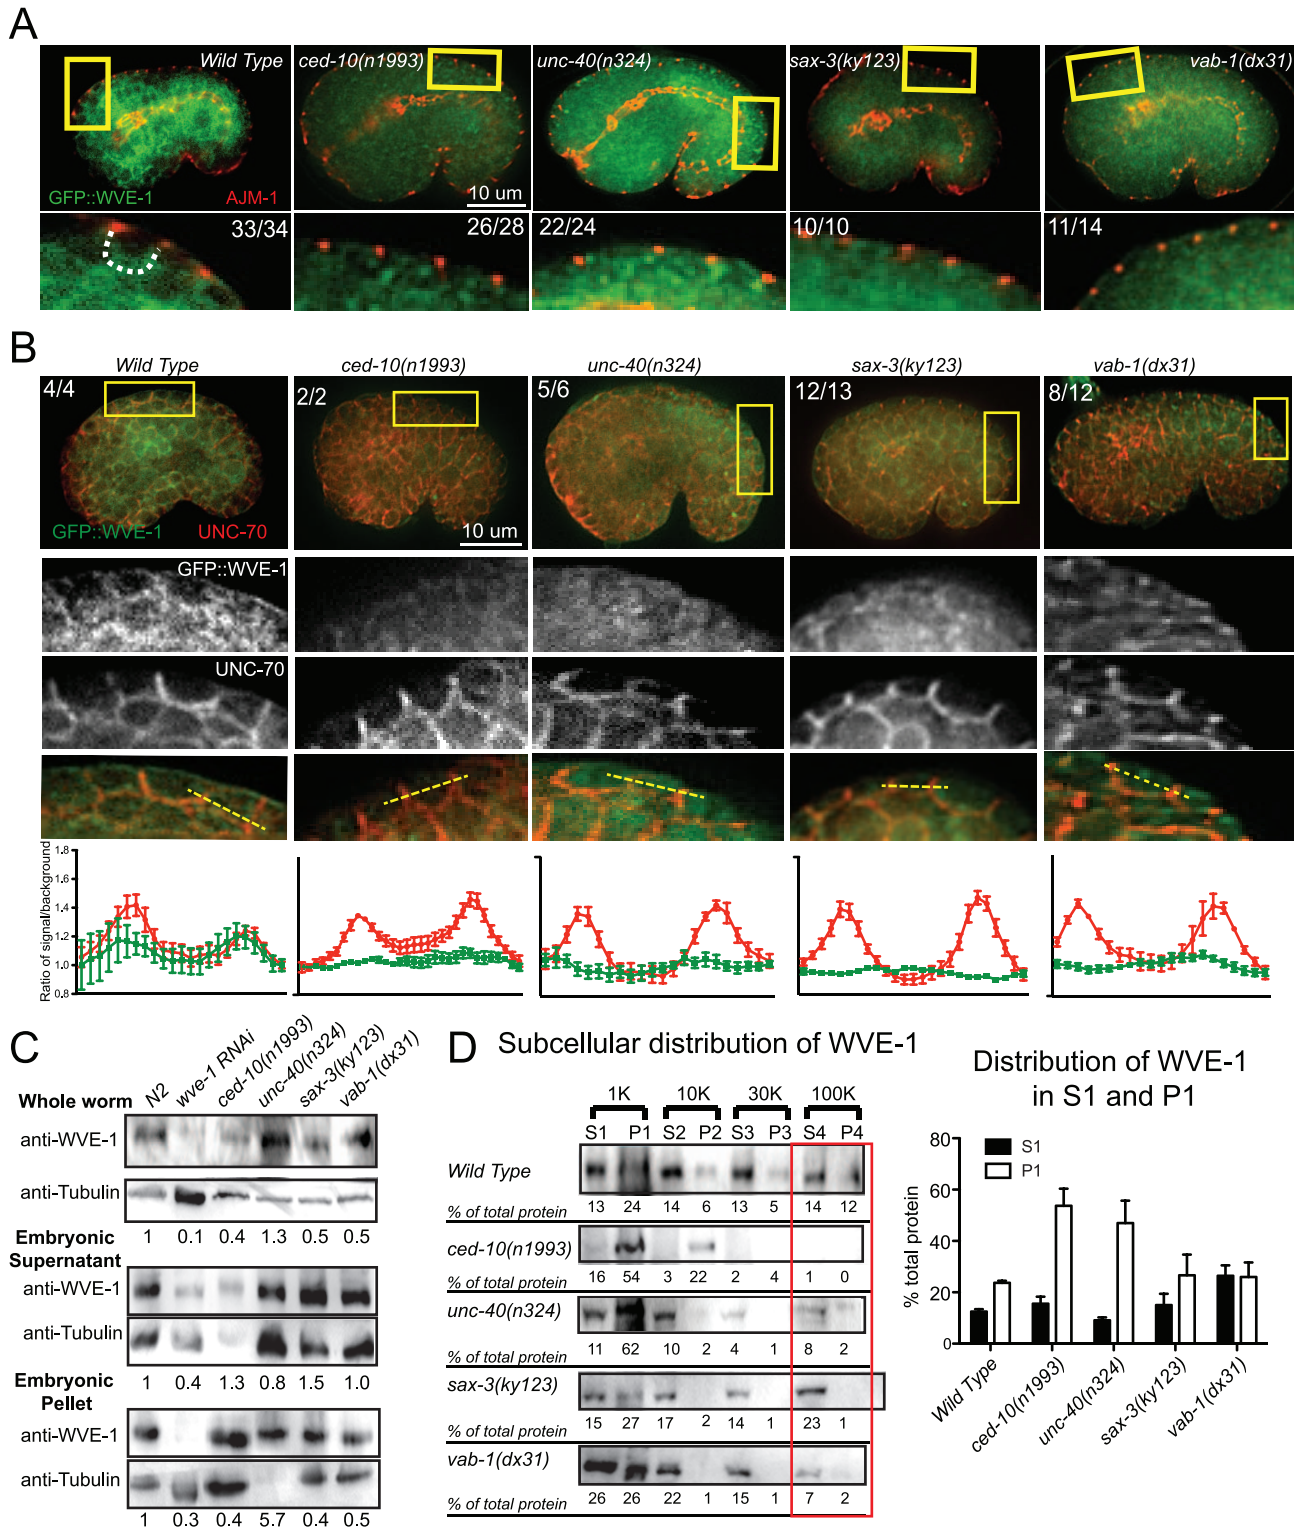 A
Wild Type
ced-10(n1993)
unc-40(n324)
sax-3(ky123)
vab-1(dx31)
GFP::WVE-1
AJM-1
10 um
33/34
26/28
22/24
10/10
11/14
B
Wild Type
ced-10(n1993)
unc-40(n324)
sax-3(ky123)
vab-1(dx31)
4/4
2/2
5/6
12/13
8/12
GFP::WVE-1
UNC-70
10 um
GFP::WVE-1
UNC-70
Ratio of signal/background
1.8
1.6
1.4
1.2
1.0
0.8
C
N2
wve-1 RNAi
ced-10(n1993)
unc-40(n324)
sax-3(ky123)
vab-1(dx31)
Whole worm
anti-WVE-1
anti-Tubulin
1 0.1 0.4 1.3 0.5 0.5
Embryonic
Supernatant
anti-WVE-1
anti-Tubulin
1 0.4 1.3 0.8 1.5 1.0
Embryonic
Pellet
anti-WVE-1
anti-Tubulin
1 0.3 0.4 5.7 0.4 0.5
D Subcellular distribution of WVE-1
1K 10K 30K 100K
S1 P1 S2 P2 S3 P3 S4 P4
Wild Type
% of total protein 13 24 14 6 13 5 14 12
ced-10(n1993)
% of total protein 16 54 3 22 2 4 1 0
unc-40(n324)
% of total protein 11 62 10 2 4 1 8 2
sax-3(ky123)
% of total protein 15 27 17 2 14 1 23 1
vab-1(dx31)
% of total protein 26 26 22 1 15 1 7 2
Distribution of WVE-1
in S1 and P1
S1
P1
% total protein
80
60
40
20
0
Wild Type
ced-10(n1993)
unc-40(n324)
sax-3(ky123)
vab-1(dx31)